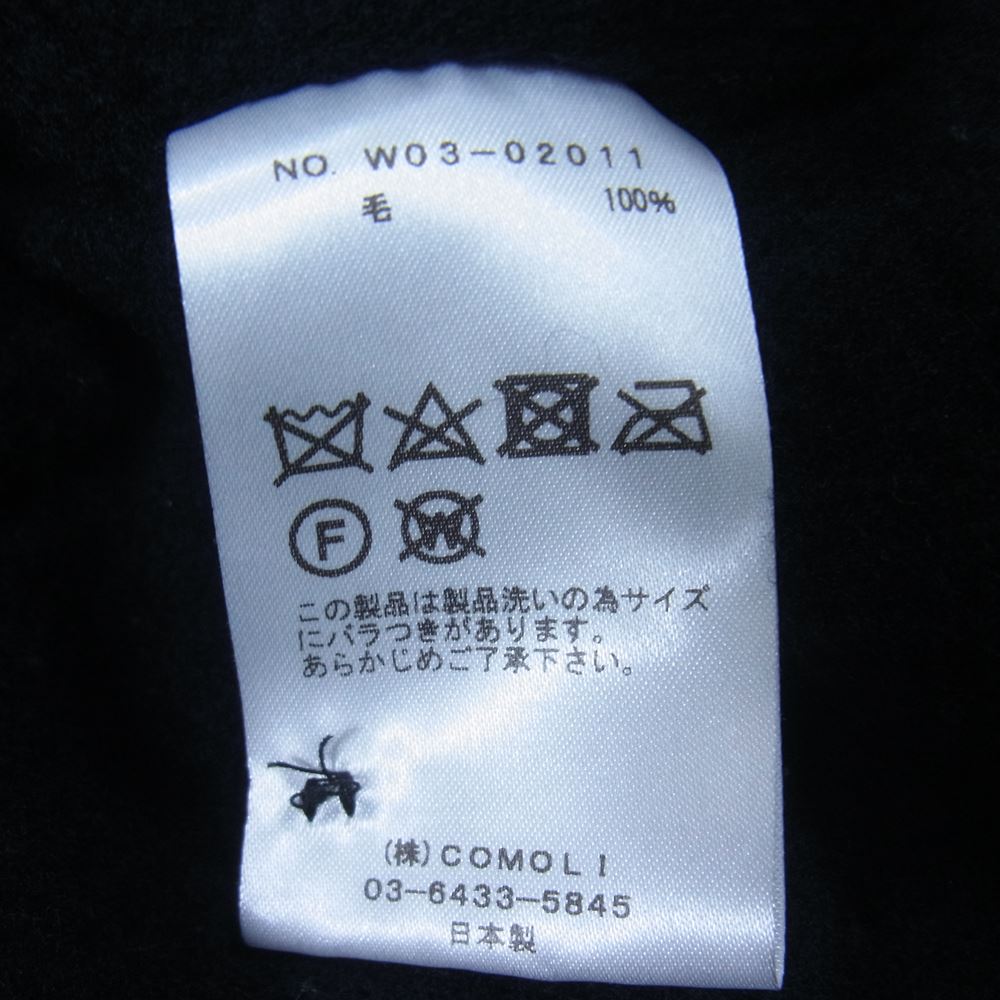 NO. W03-02011
毛 100%
F W
この製品は製品洗いの為サイズ
にバラつきがあります。
あらかじめご了承下さい。
(株)COMOLI
03-6433-5845
日本製